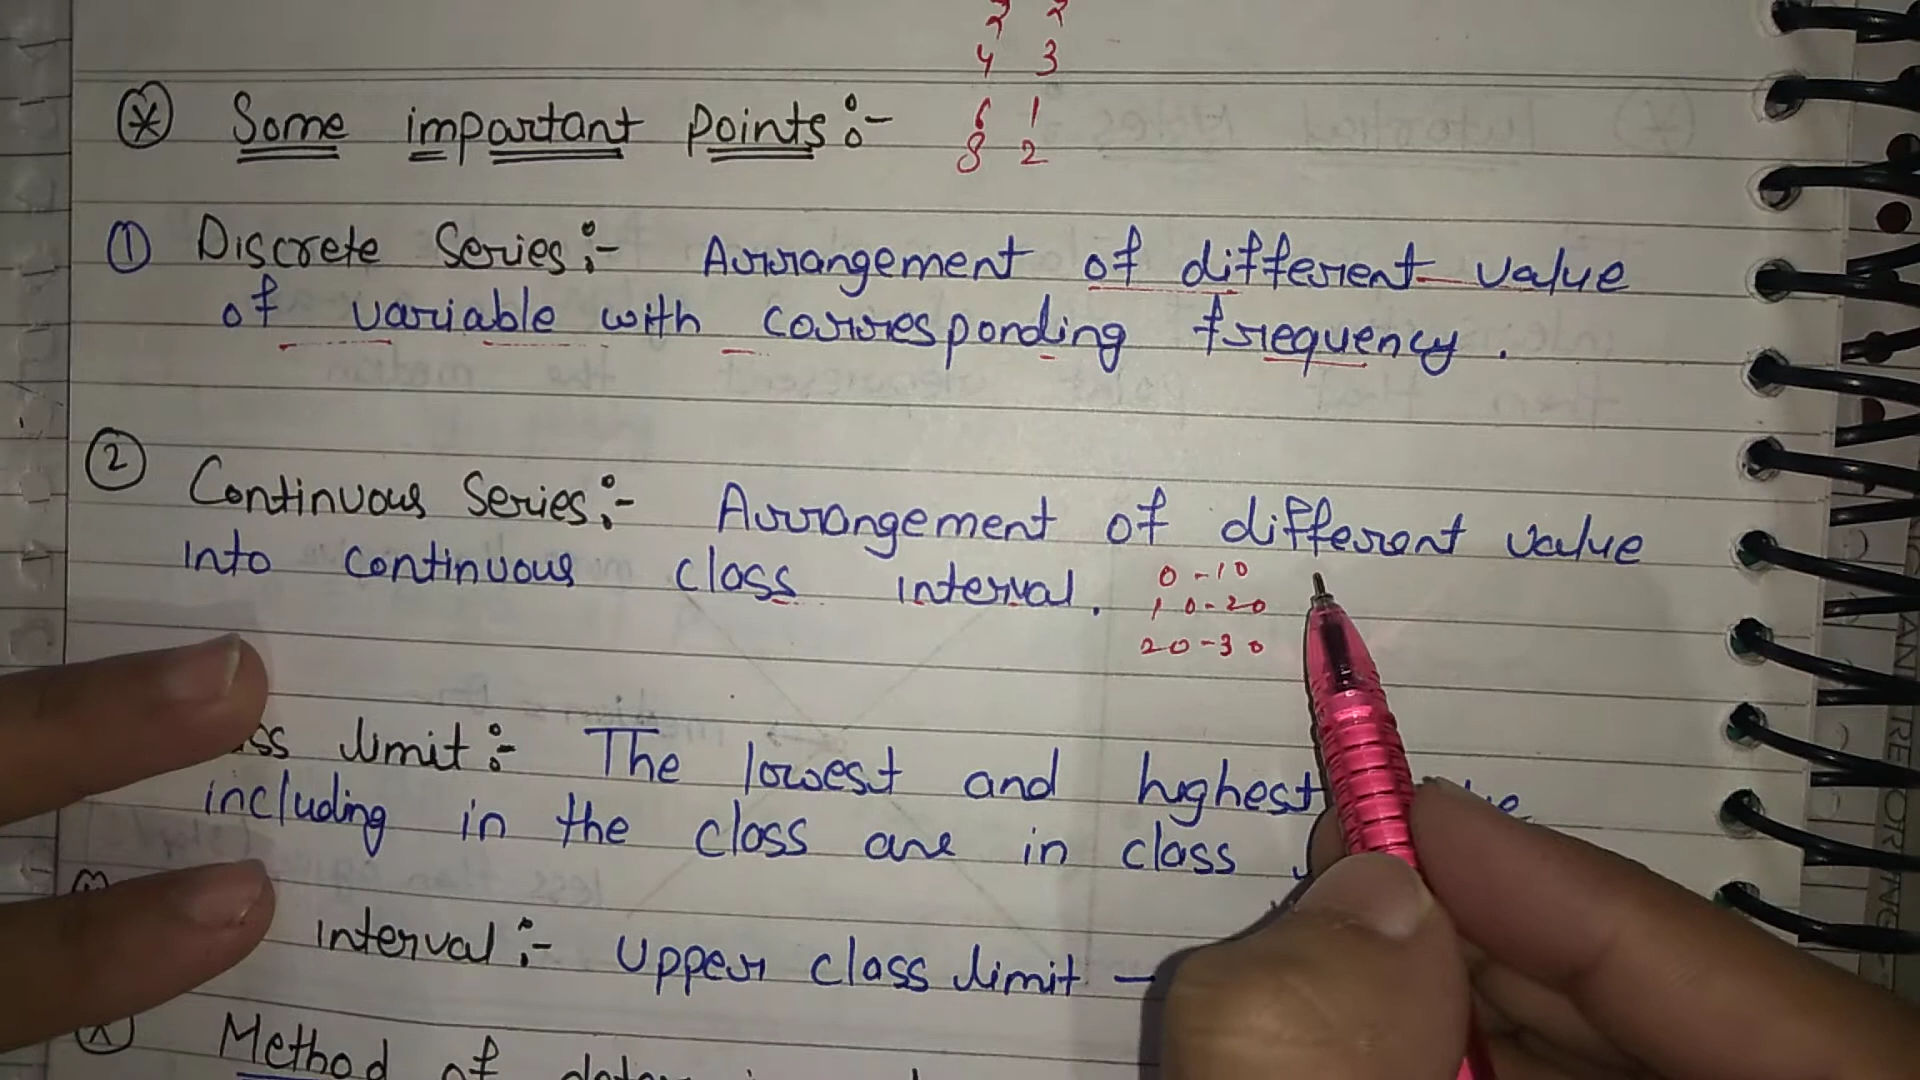 2 2
4 3
Some important Points:-
6 1
8 2
① Discrete Series:- Arrangement of different value
of variable with corresponding frequency.
② Continuous Series:- Arrangement of different value
into continuous class interval.
0-10
10-20
20-30
limit:- The lowest and highest
including in the class are in class
interval:- Upper class limit -
Method of